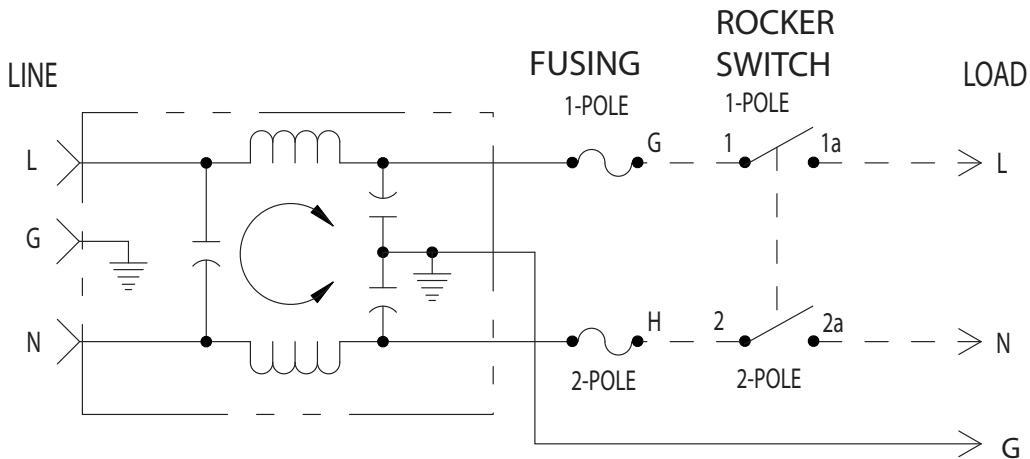 ROCKER
SWITCH
FUSING
LINE
LOAD
1-POLE
1-POLE
L
G
1
1a
L
G
N
H
2
2a
N
2-POLE
2-POLE
G